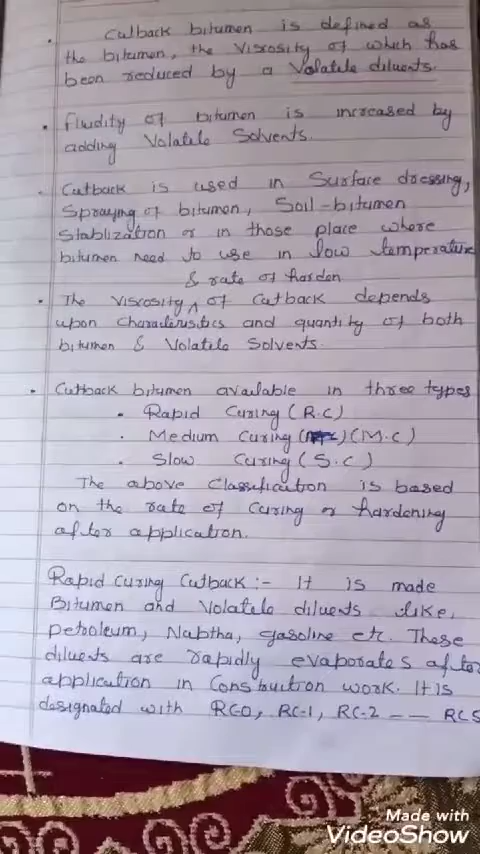 • Cutback bitumen is defined as
the bitumen, the viscosity of which has
been reduced by a volatile diluents.
• Fluidity of bitumen is increased by
adding Volatile Solvents.
• Cutback is used in Surface dressing,
Spraying of bitumen, Soil-bitumen
Stablization or in those place where
bitumen need to use in low temperature
& rate of harden
• The Viscosity ^ of Cutback depends
upon characteristics and quantity of both
bitumen & Volatile Solvents.
• Cutback bitumen available in three types
• Rapid Curing (R.C)
• Medium Curing (M.C)
• Slow Curing (S.C)
The above Classification is based
on the rate of Curing or hardening
after application.
Rapid Curing Cutback :- It is made
Bitumen and Volatile diluents like,
petroleum, Naptha, gasoline etc. These
diluents are rapidly evaporates after
application in Construction work. It is
designated with RC0, RC-1, RC-2 -- RC5
Made with
VideoShow